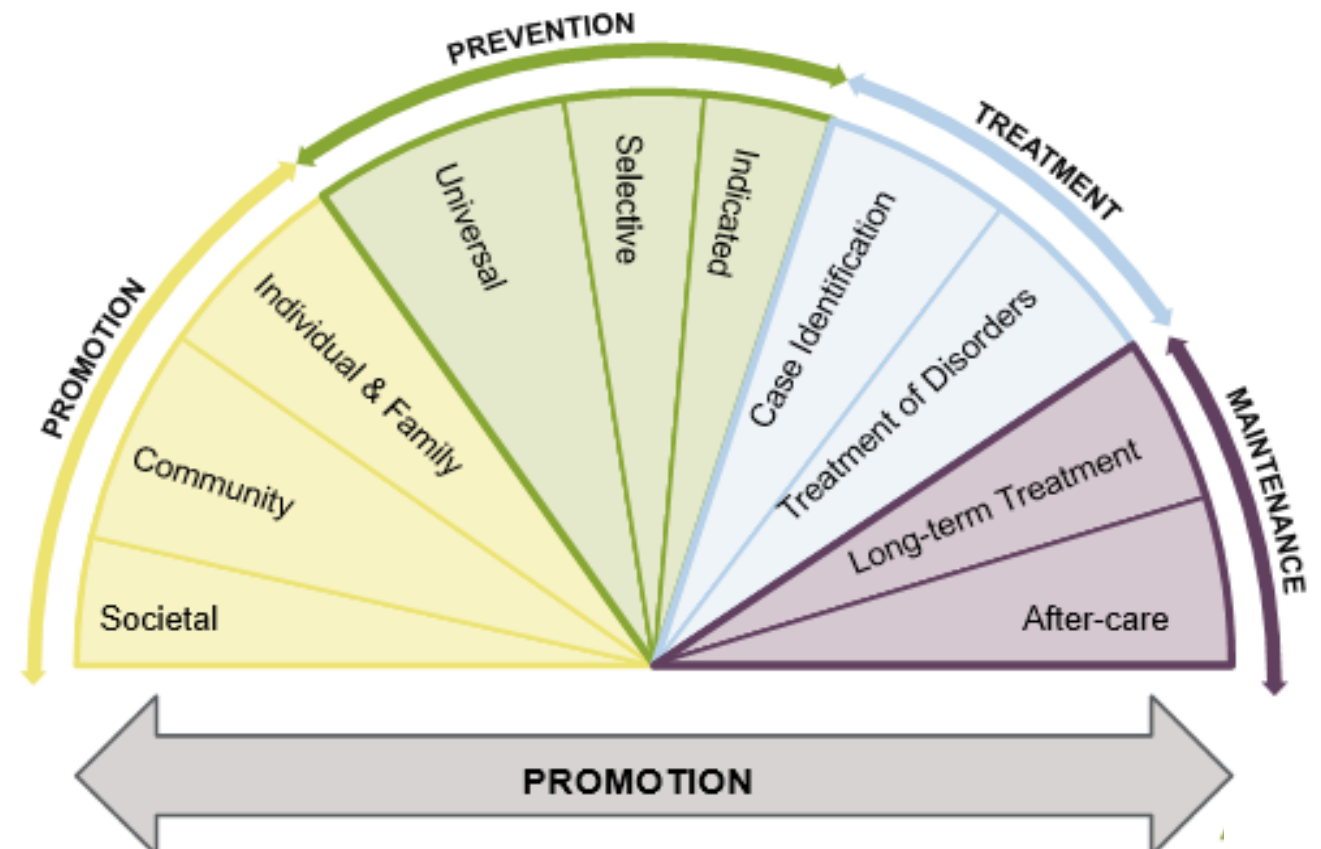 PREVENTION
TREATMENT
PROMOTION
MAINTENANCE
Societal
Community
Individual & Family
Universal
Selective
Indicated
Case Identification
Treatment of Disorders
Long-term Treatment
After-care
PROMOTION